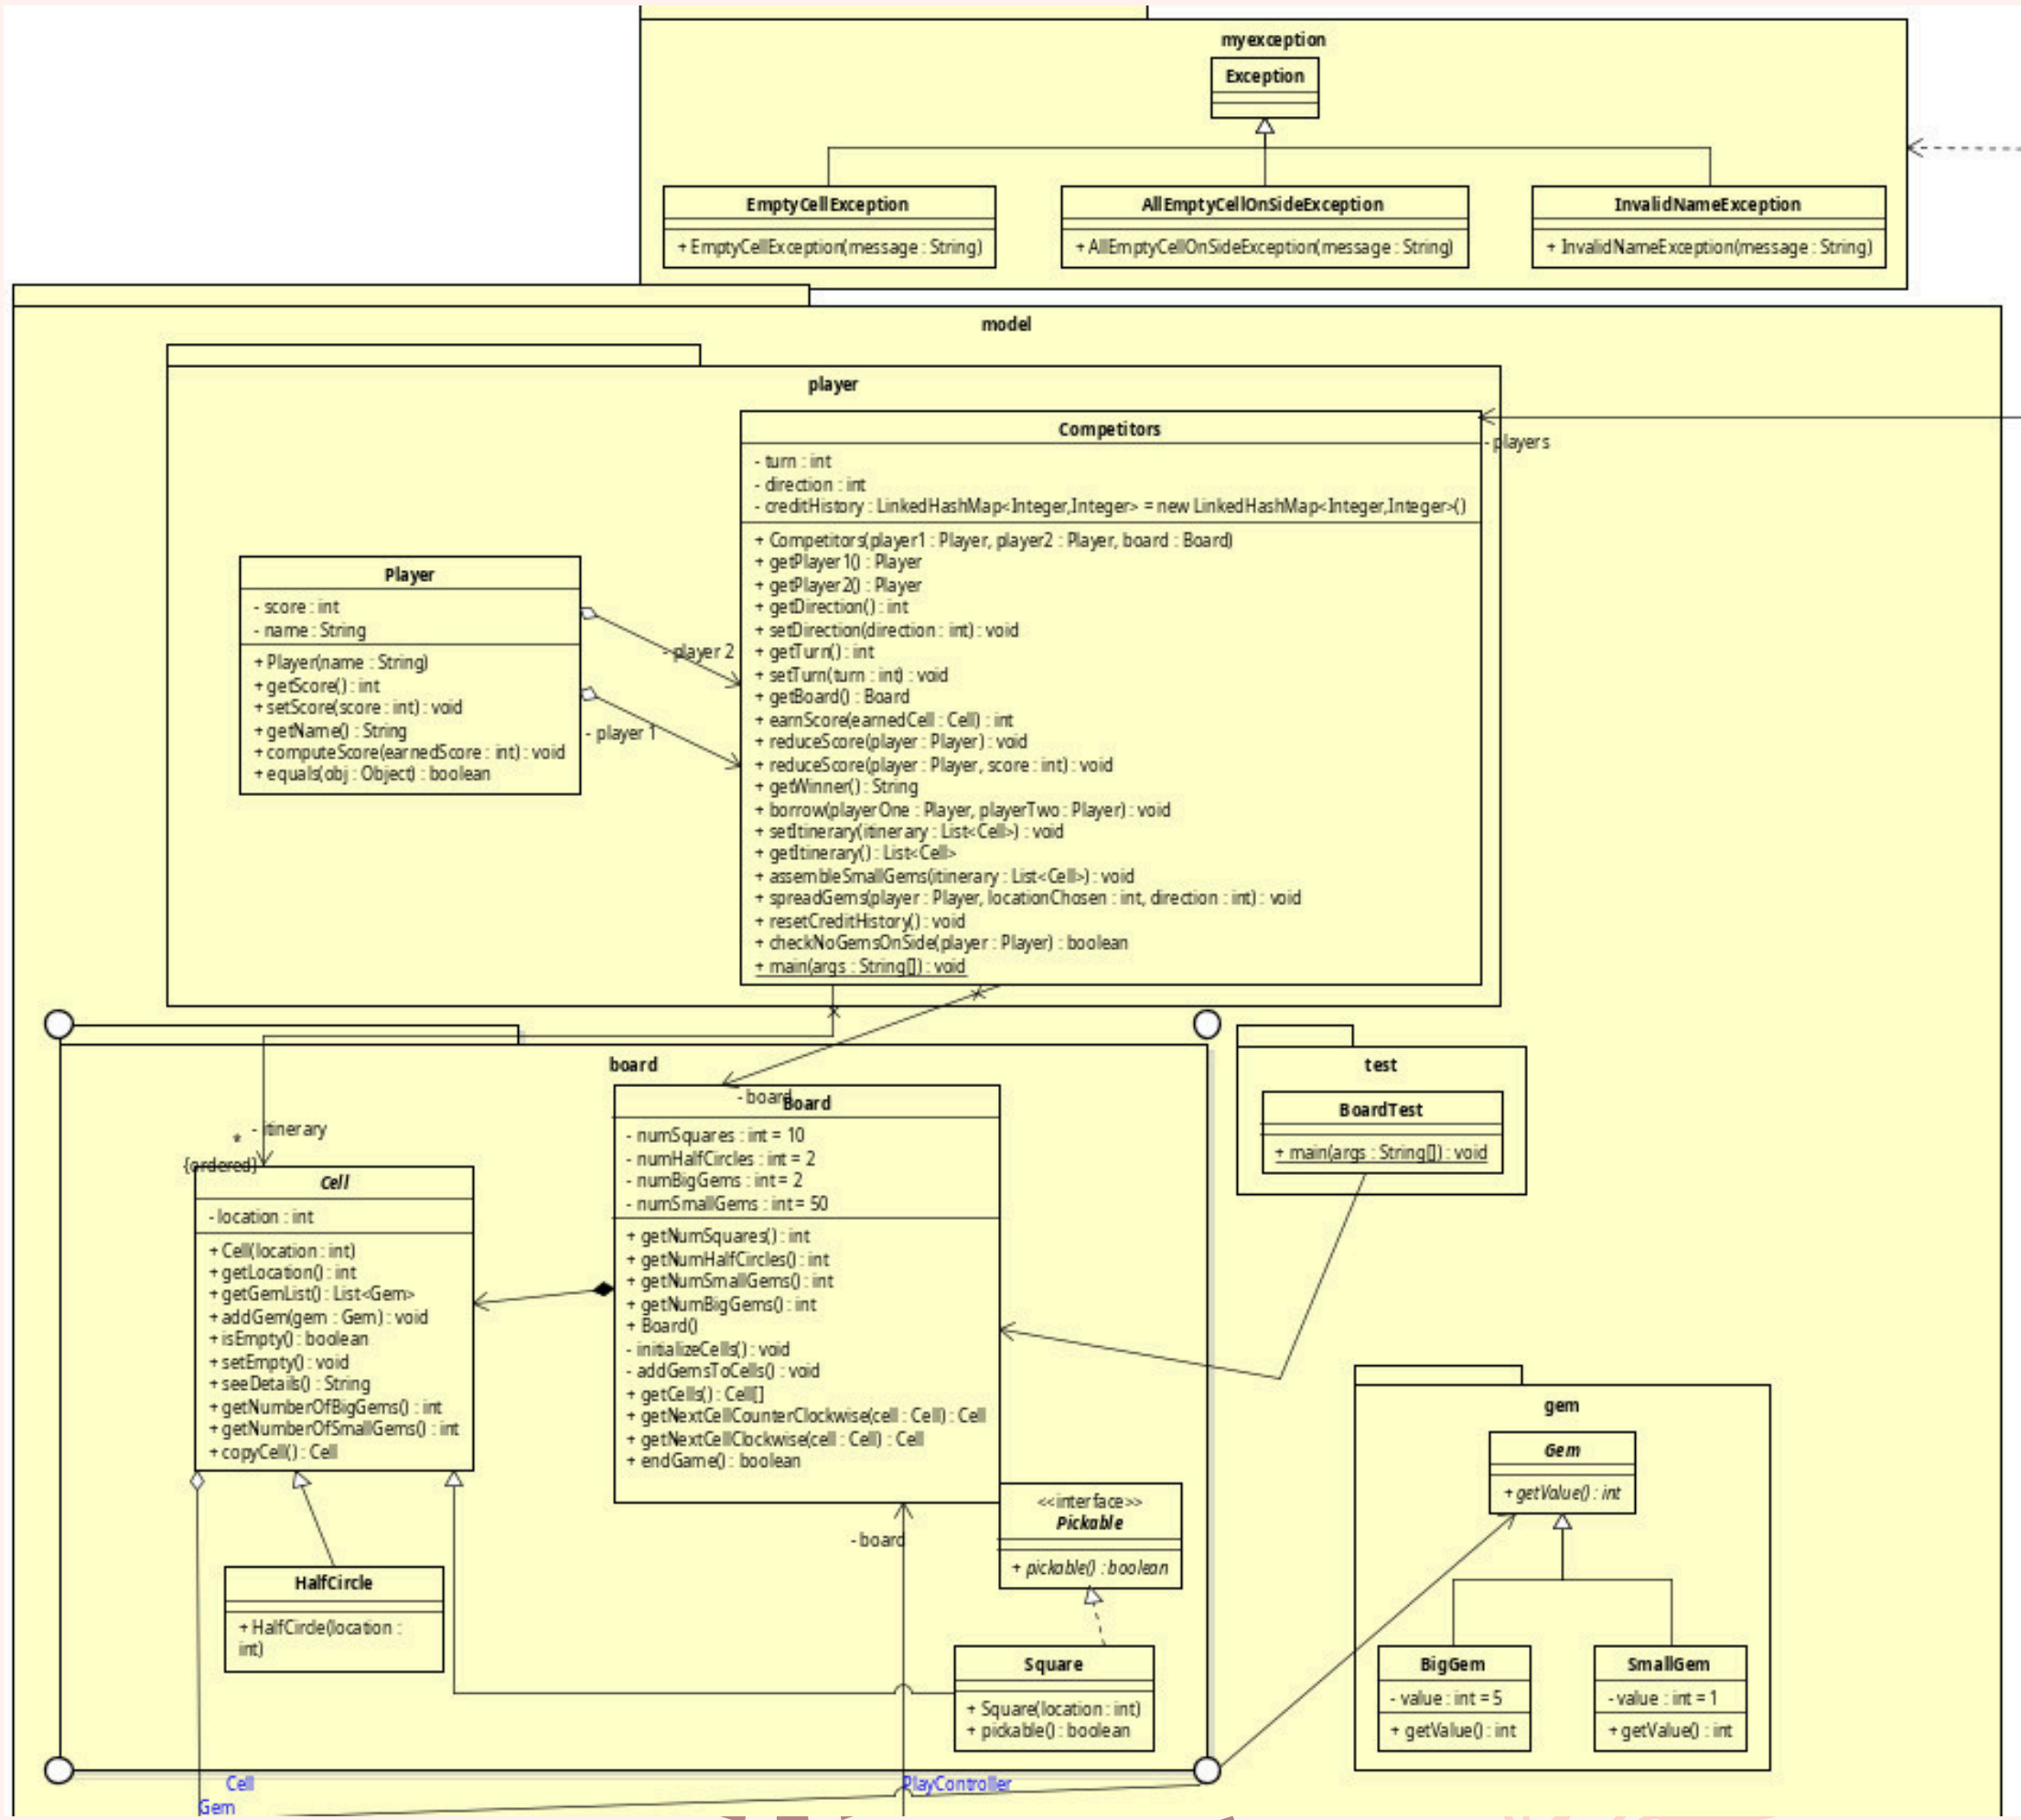 myexception
Exception
EmptyCellException
+ EmptyCellException(message : String)
AllEmptyCellOnSideException
+ AllEmptyCellOnSideException(message : String)
InvalidNameException
+ InvalidNameException(message : String)
model
player
Competitors
- turn : int
- direction : int
- creditHistory : LinkedHashMap<Integer,Integer> = new LinkedHashMap<Integer,Integer>()
+ Competitors(player1 : Player, player2 : Player, board : Board)
+ getPlayer1() : Player
+ getPlayer2() : Player
+ getDirection() : int
+ setDirection(direction : int) : void
+ getTurn() : int
+ setTurn(turn : int) : void
+ getBoard() : Board
+ earnScore(earnedCell : Cell) : int
+ reduceScore(player : Player) : void
+ reduceScore(player : Player, score : int) : void
+ getWinner() : String
+ borrow(playerOne : Player, playerTwo : Player) : void
+ setItinerary(itinerary : List<Cell>) : void
+ getItinerary() : List<Cell>
+ assembleSmallGems(itinerary : List<Cell>) : void
+ spreadGems(player : Player, locationChosen : int, direction : int) : void
+ resetCreditHistory() : void
+ checkNoGemsOnSide(player : Player) : boolean
+ main(args : String[]) : void
- players
Player
- score : int
- name : String
+ Player(name : String)
+ getScore() : int
+ setScore(score : int) : void
+ getName() : String
+ computeScore(earnedScore : int) : void
+ equals(obj : Object) : boolean
- player 2
- player 1
board
- board
Board
- numSquares : int = 10
- numHalfCircles : int = 2
- numBigGems : int = 2
- numSmallGems : int = 50
+ getNumSquares() : int
+ getNumHalfCircles() : int
+ getNumSmallGems() : int
+ getNumBigGems() : int
+ Board()
- initializeCells() : void
- addGemsToCells() : void
+ getCells() : Cell[]
+ getNextCellCounterClockwise(cell : Cell) : Cell
+ getNextCellClockwise(cell : Cell) : Cell
+ endGame() : boolean
- itinerary
*
{ordered}
Cell
- location : int
+ Cell(location : int)
+ getLocation() : int
+ getGemList() : List<Gem>
+ addGem(gem : Gem) : void
+ isEmpty() : boolean
+ setEmpty() : void
+ seeDetails() : String
+ getNumberOfBigGems() : int
+ getNumberOfSmallGems() : int
+ copyCell() : Cell
test
BoardTest
+ main(args : String[]) : void
- board
<<interface>>
Pickable
+ pickable() : boolean
HalfCircle
+ HalfCircle(location :
int)
Square
+ Square(location : int)
+ pickable() : boolean
gem
Gem
+ getValue() : int
BigGem
- value : int = 5
+ getValue() : int
SmallGem
- value : int = 1
+ getValue() : int
Cell
Gem
PlayController